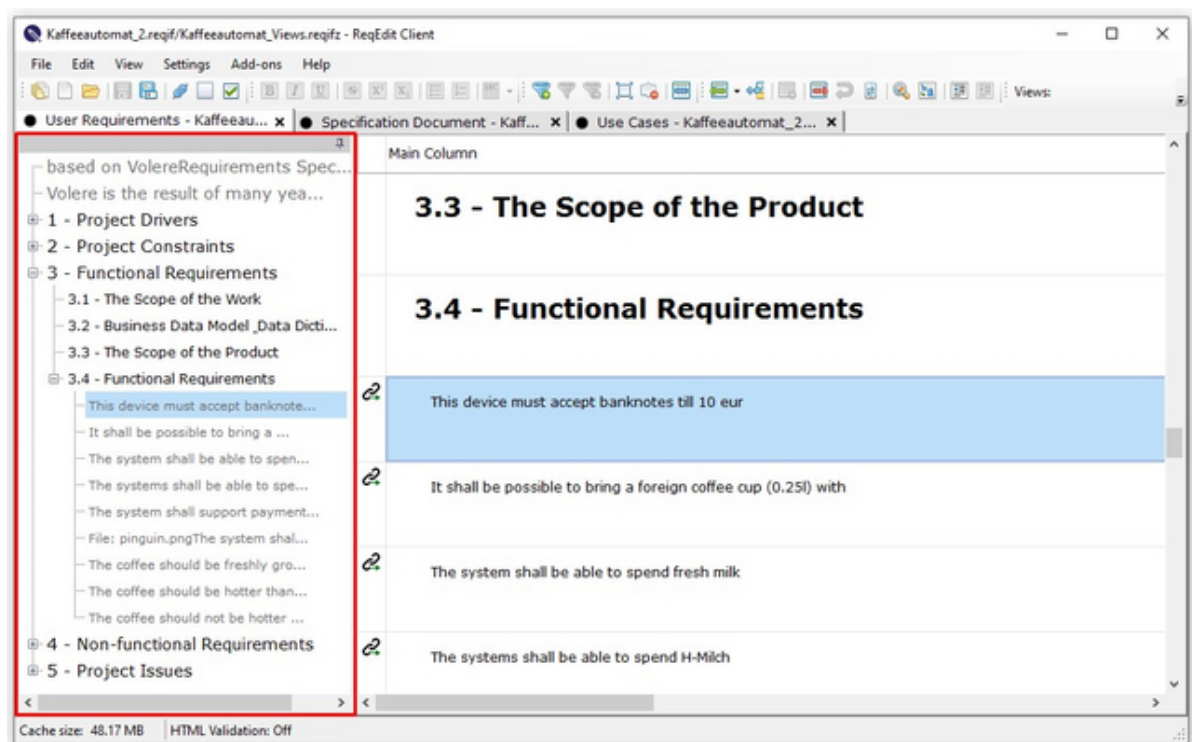 Kaffeeautomat_2.reqif/Kaffeeautomat_Views.reqifz - ReqEdit Client
File Edit View Settings Add-ons Help
Views:
User Requirements - Kaffeeau... x Specification Document - Kaff... x Use Cases - Kaffeeautomat_2... x
based on VolereRequirements Spec...
Volere is the result of many yea...
1 - Project Drivers
2 - Project Constraints
3 - Functional Requirements
3.1 - The Scope of the Work
3.2 - Business Data Model _Data Dicti...
3.3 - The Scope of the Product
3.4 - Functional Requirements
This device must accept banknote...
It shall be possible to bring a ...
The system shall be able to spen...
The systems shall be able to spe...
The system shall support payment...
File: pinguin.pngThe system shal...
The coffee should be freshly gro...
The coffee should be hotter than...
The coffee should not be hotter ...
4 - Non-functional Requirements
5 - Project Issues
Main Column
3.3 - The Scope of the Product
3.4 - Functional Requirements
This device must accept banknotes till 10 eur
It shall be possible to bring a foreign coffee cup (0.25l) with
The system shall be able to spend fresh milk
The systems shall be able to spend H-Milch
Cache size: 48.17 MB HTML Validation: Off